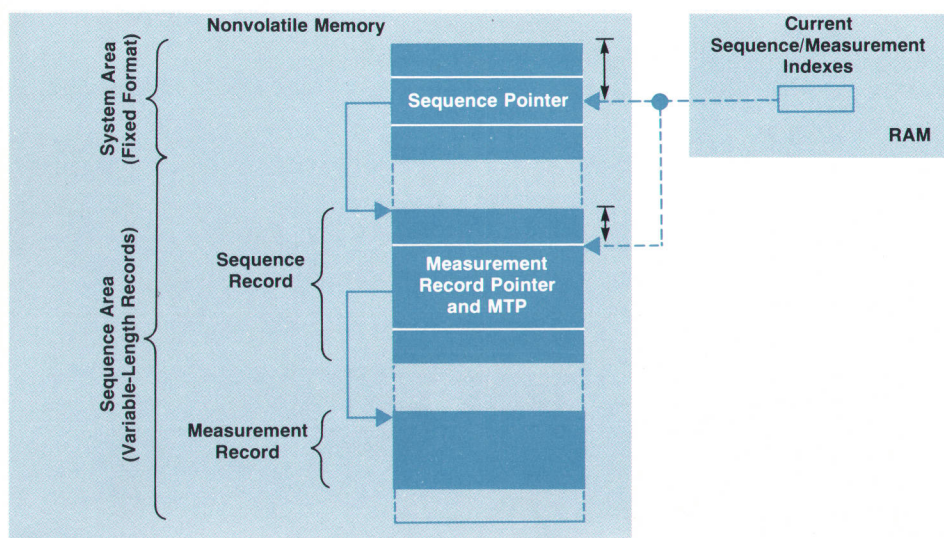 Nonvolatile Memory
System Area
(Fixed Format)
Sequence Pointer
Current
Sequence/Measurement
Indexes
RAM
Sequence Area
(Variable-Length Records)
Sequence
Record
Measurement
Record Pointer
and MTP
Measurement
Record